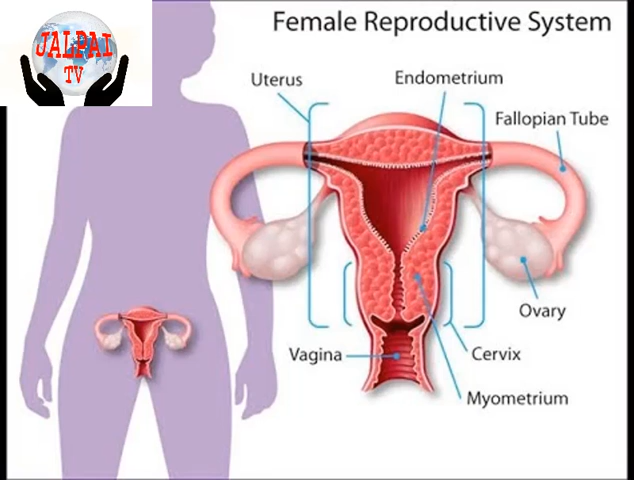 Female Reproductive System
JALPAI
TV
Uterus
Endometrium
Fallopian Tube
Ovary
Vagina
Cervix
Myometrium